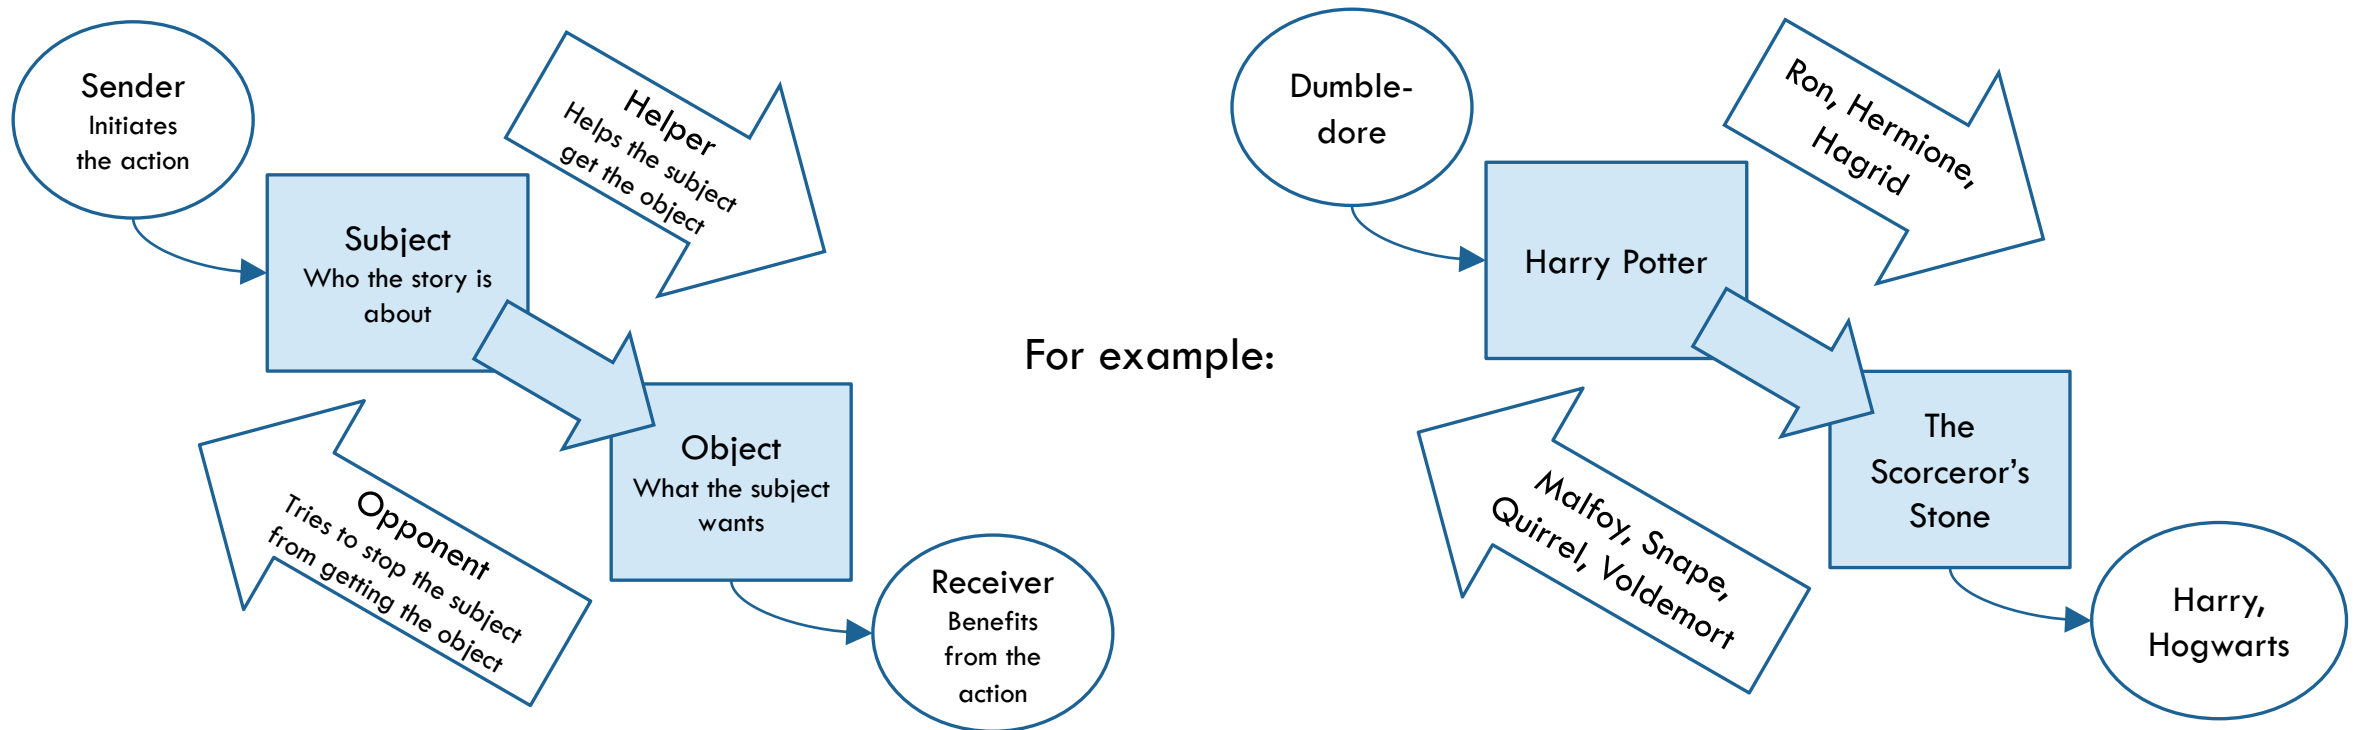 Sender
Initiates
the action
Helper
Helps the subject
get the object
Subject
Who the story is
about
Object
What the subject
wants
Opponent
Tries to stop the subject
from getting the object
Receiver
Benefits
from the
action
For example:
Dumble-
dore
Ron, Hermione,
Hagrid
Harry Potter
The
Scorceror’s
Stone
Malfoy, Snape,
Quirrel, Voldemort
Harry,
Hogwarts